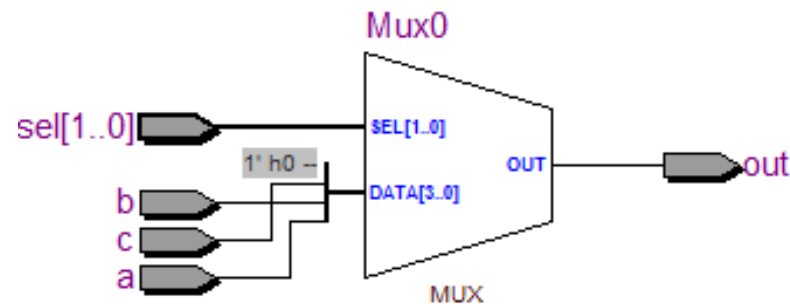 Mux0
sel[1..0]
SEL[1..0]
1' h0 --
b
DATA[3..0]
OUT
out
c
a
MUX